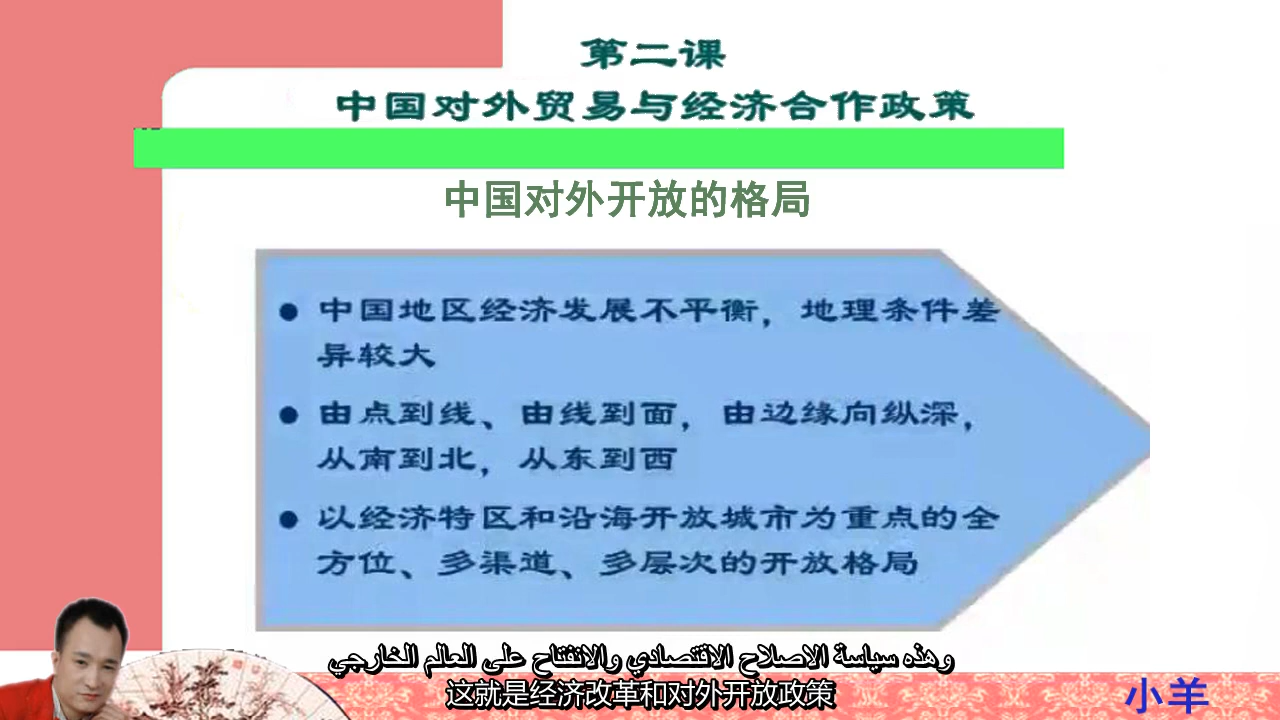 第二课
中国对外贸易与经济合作政策
中国对外开放的格局
● 中国地区经济发展不平衡，地理条件差
异较大
● 由点到线、由线到面，由边缘向纵深，
从南到北，从东到西
● 以经济特区和沿海开放城市为重点的全
方位、多渠道、多层次的开放格局
وهذه سياسة الاصلاح الاقتصادي والانفتاح على العالم الخارجي
这就是经济改革和对外开放政策
小羊